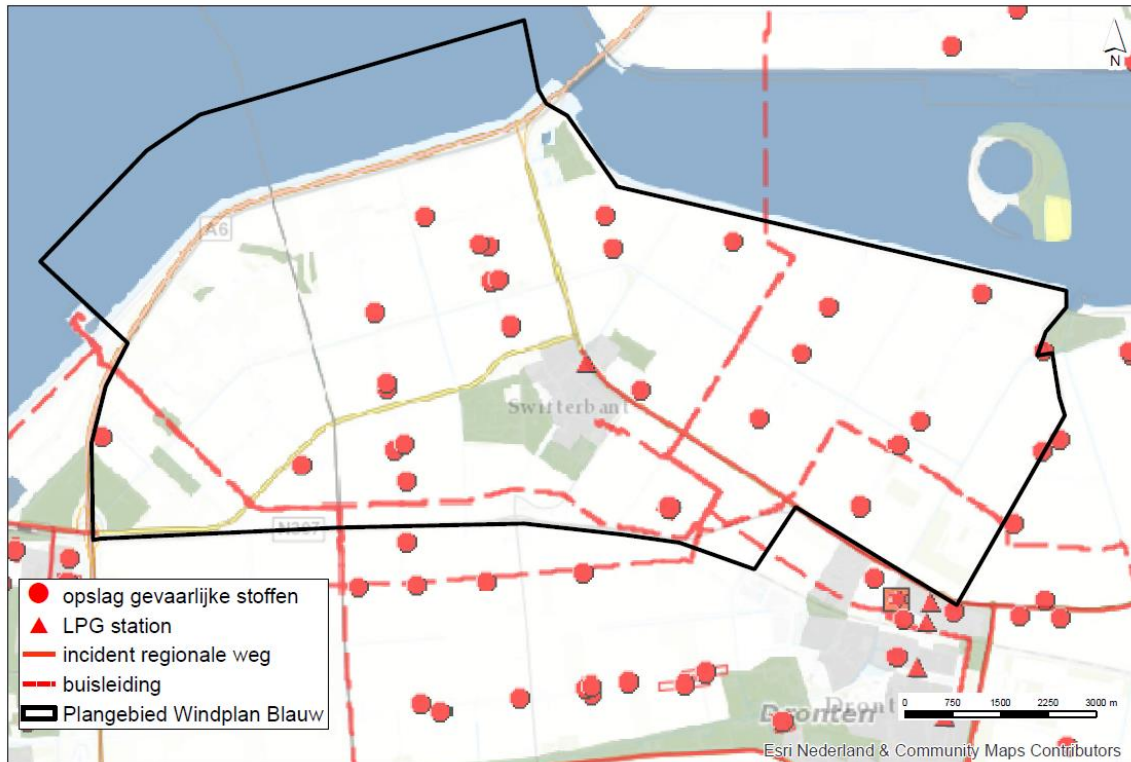 N
A6
Swifterbant
N307
opslag gevaarlijke stoffen
LPG station
incident regionale weg
buisleiding
Plangebied Windplan Blauw
Dronten
0 750 1500 2250 3000 m
Esri Nederland & Community Maps Contributors